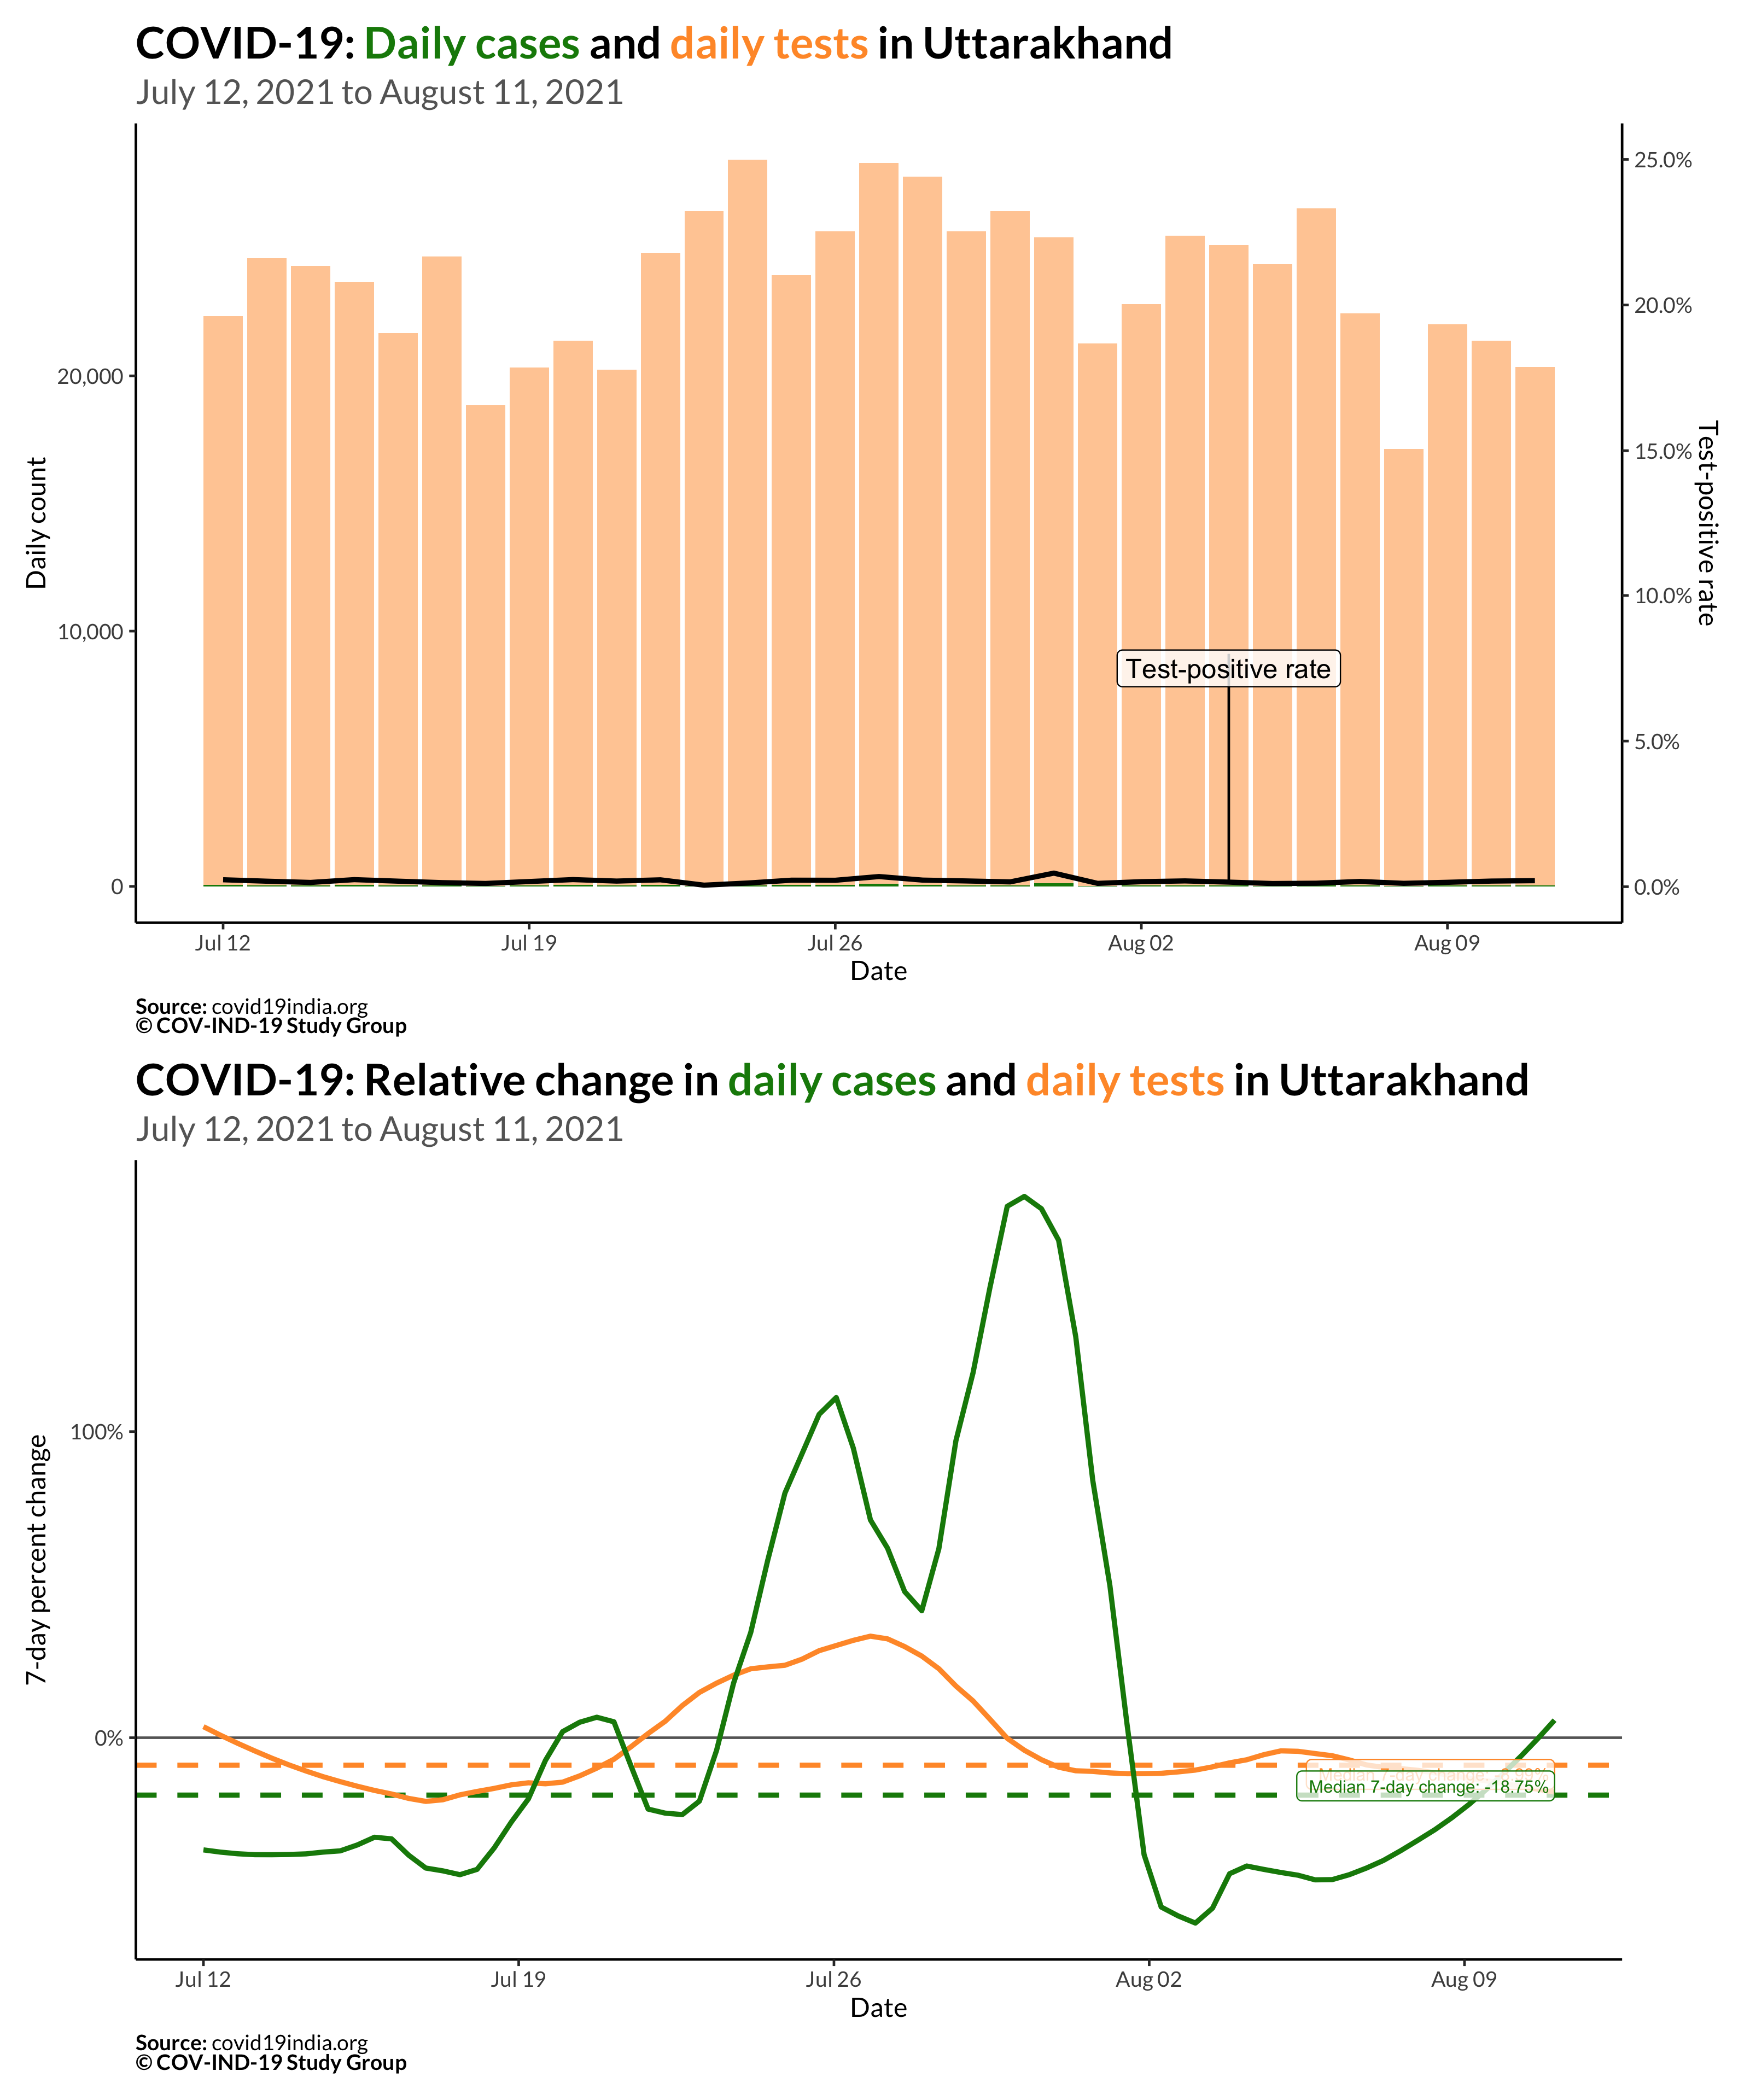 COVID-19: Daily cases and daily tests in Uttarakhand
July 12, 2021 to August 11, 2021
25.0%
20.0%
20,000
15.0%
Daily count
Test-positive rate
10.0%
10,000
Test-positive rate
5.0%
0
0.0%
Jul 12
Jul 19
Jul 26
Aug 02
Aug 09
Date
Source: covid19india.org
© COV-IND-19 Study Group
COVID-19: Relative change in daily cases and daily tests in Uttarakhand
July 12, 2021 to August 11, 2021
100%
7-day percent change
0%
Median 7-day change:
Median 7-day change: -18.75%
Jul 12
Jul 19
Jul 26
Aug 02
Aug 09
Date
Source: covid19india.org
© COV-IND-19 Study Group